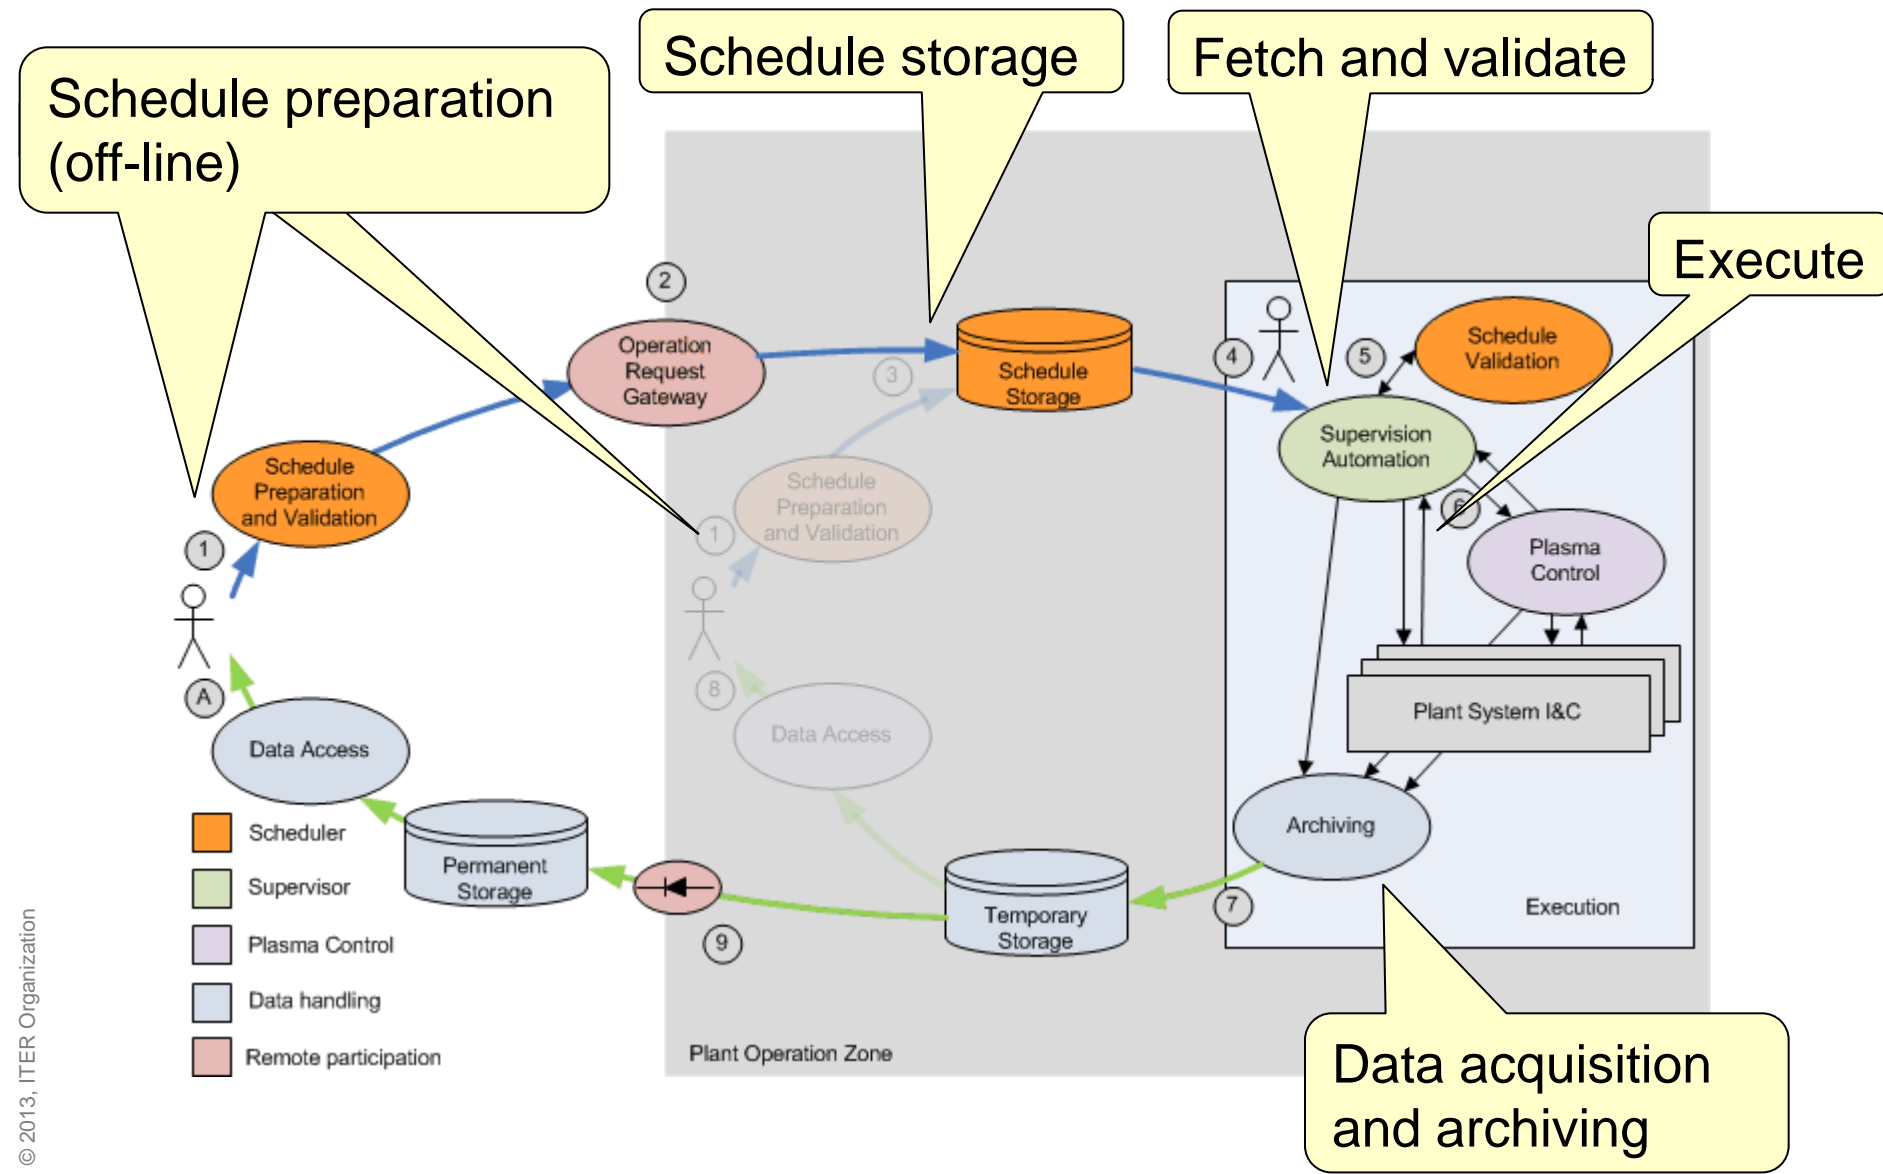 Schedule storage
Fetch and validate
Schedule preparation
(off-line)
Execute
2
Operation
Request
Gateway
3
Schedule
Storage
4
5
Schedule
Validation
Supervision
Automation
6
Schedule
Preparation
and Validation
1
Schedule
Preparation
and Validation
1
Plasma
Control
Plant System I&C
A
Data Access
8
Data Access
Archiving
Permanent
Storage
9
Temporary
Storage
7
Execution
Scheduler
Supervisor
Plasma Control
Data handling
Remote participation
Plant Operation Zone
Data acquisition
and archiving
© 2013, ITER Organization